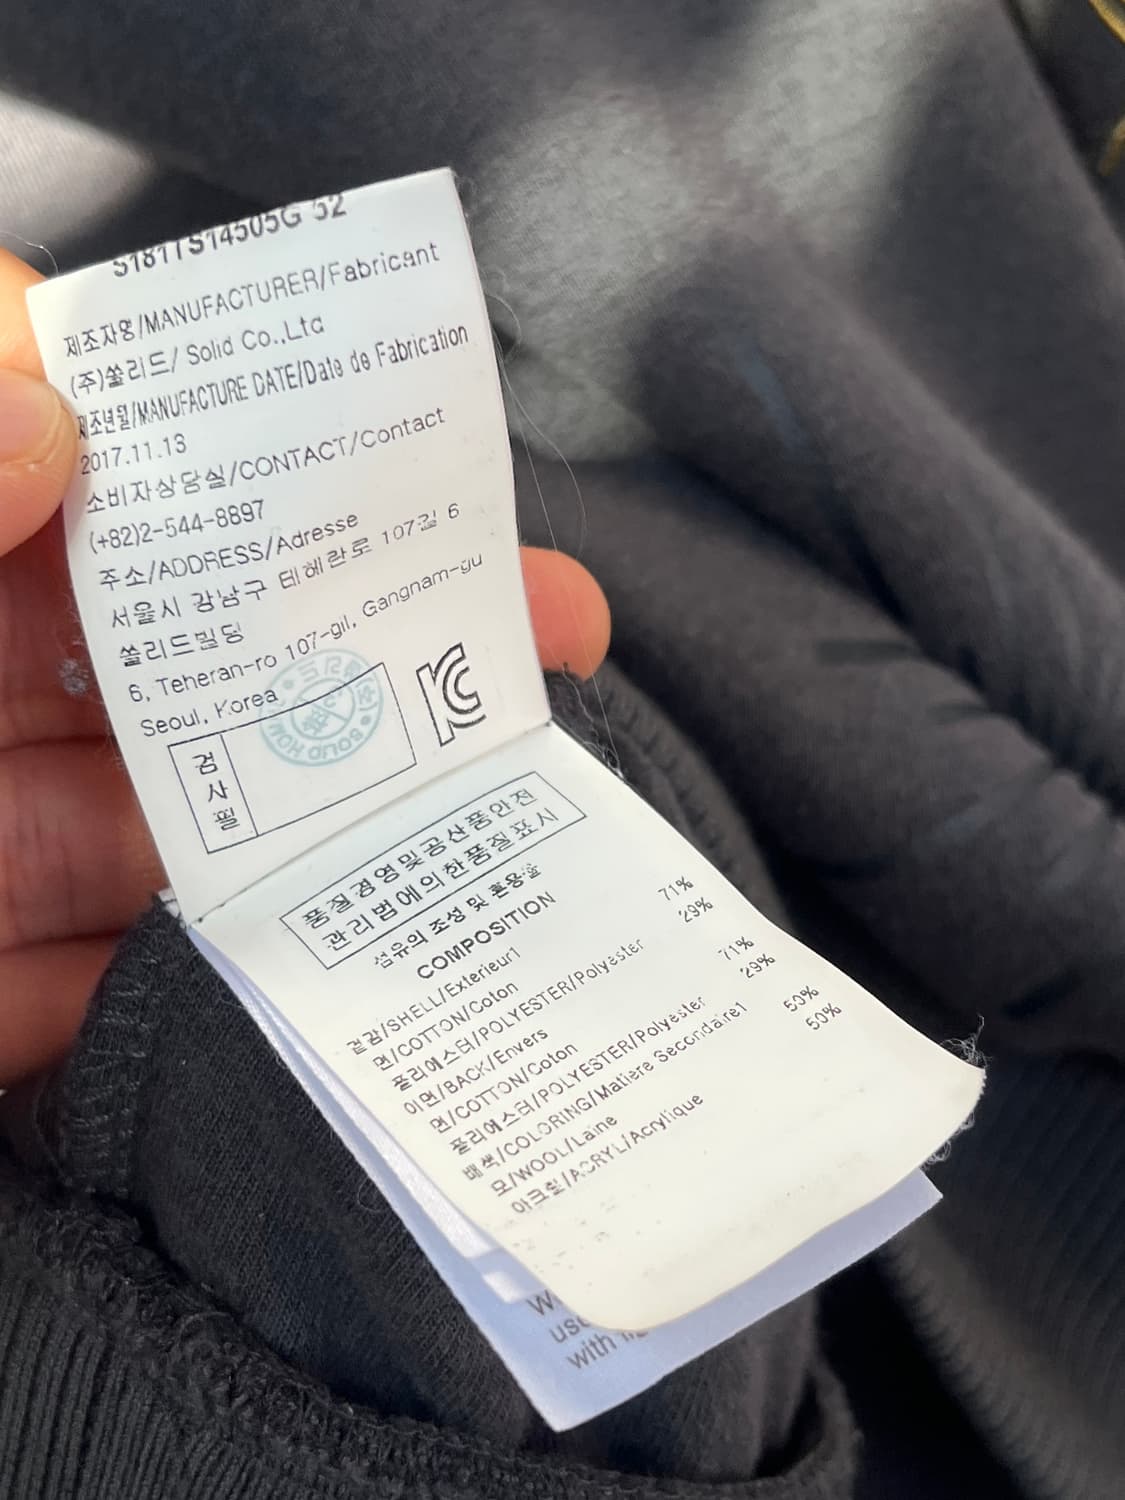 S1817S14505G 52
제조자명/MANUFACTURER/Fabricant
(주)쏠리드/ Solid Co.,Ltd
제조년월/MANUFACTURE DATE/Date de Fabrication
2017.11.13
소비자상담실/CONTACT/Contact
(+82)2-544-8897
주소/ADDRESS/Adresse
서울시 강남구 테헤란로 107길 6
쏠리드빌딩
6, Teheran-ro 107-gil, Gangnam-gu
Seoul, Korea
검사필
SOLID HOM
KC
품질경영및공산품안전
관리법에의한품질표시
섬유의 조성 및 혼용율
COMPOSITION
겉감/SHELL/Exterieur1
면/COTTON/Coton 71%
폴리에스터/POLYESTER/Polyester 29%
이면/BACK/Envers
면/COTTON/Coton 71%
폴리에스터/POLYESTER/Polyester 29%
배색/COLORING/Matiere Secondaire1
모/WOOL/Laine 50%
아크릴/ACRYL/Acrylique 50%
with